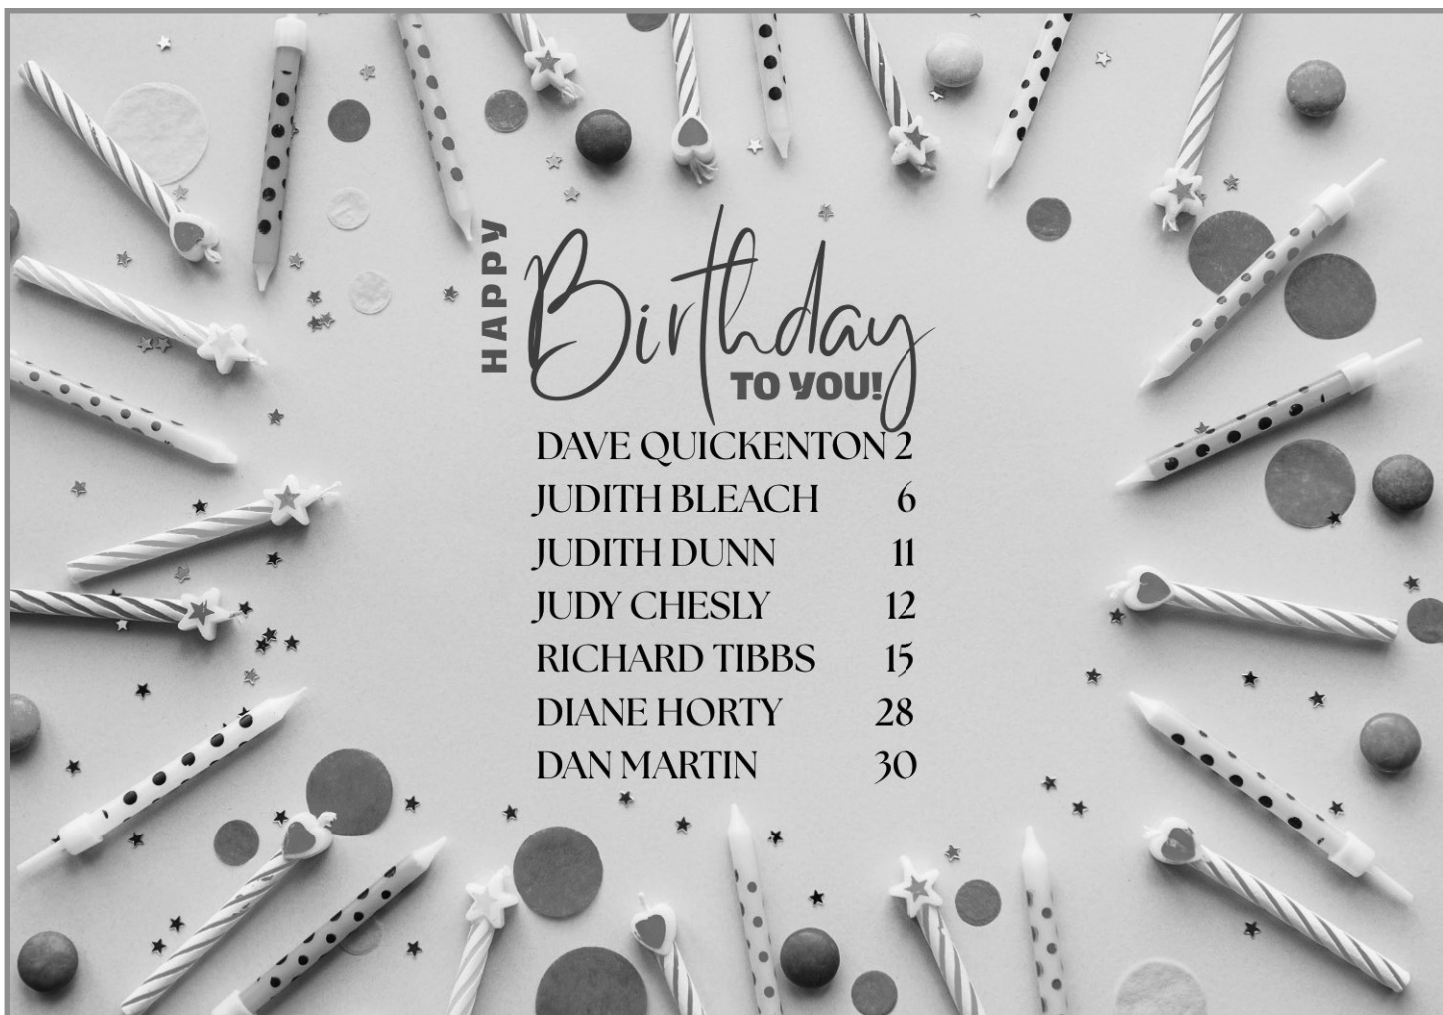 HAPPY
Birthday
TO YOU!
DAVE QUICKENTON 2
JUDITH BLEACH 6
JUDITH DUNN 11
JUDY CHESLY 12
RICHARD TIBBS 15
DIANE HORTY 28
DAN MARTIN 30